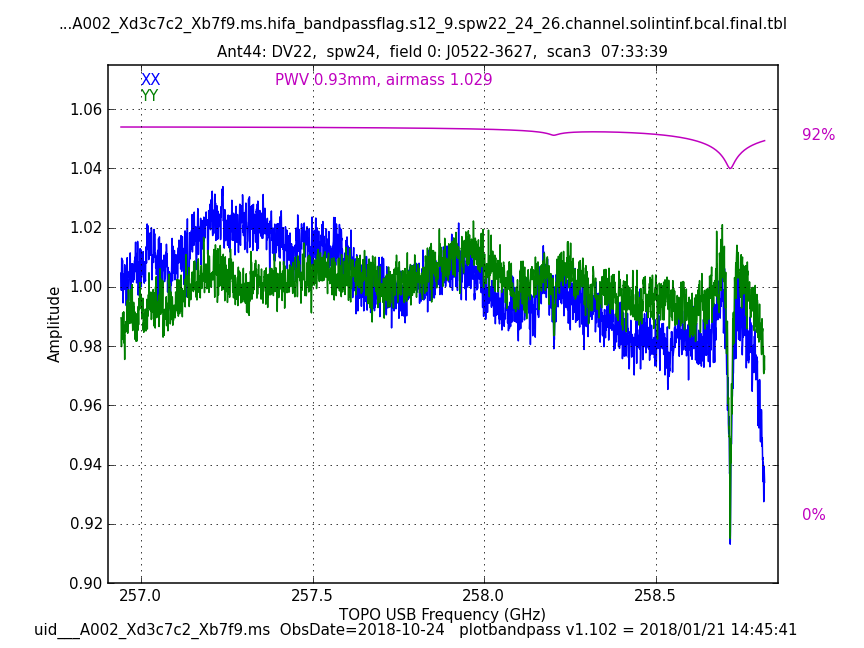 ...A002_Xd3c7c2_Xb7f9.ms.hifa_bandpassflag.s12_9.spw22_24_26.channel.solintinf.bcal.final.tbl
Ant44: DV22,  spw24,  field 0: J0522-3627,  scan3  07:33:39
XX
PWV 0.93mm, airmass 1.029
YY
1.06
92%
1.04
1.02
1.00
Amplitude
0.98
0.96
0.94
0.92
0%
0.90
257.0 257.5 258.0 258.5
TOPO USB Frequency (GHz)
uid___A002_Xd3c7c2_Xb7f9.ms  ObsDate=2018-10-24   plotbandpass v1.102 = 2018/01/21 14:45:41